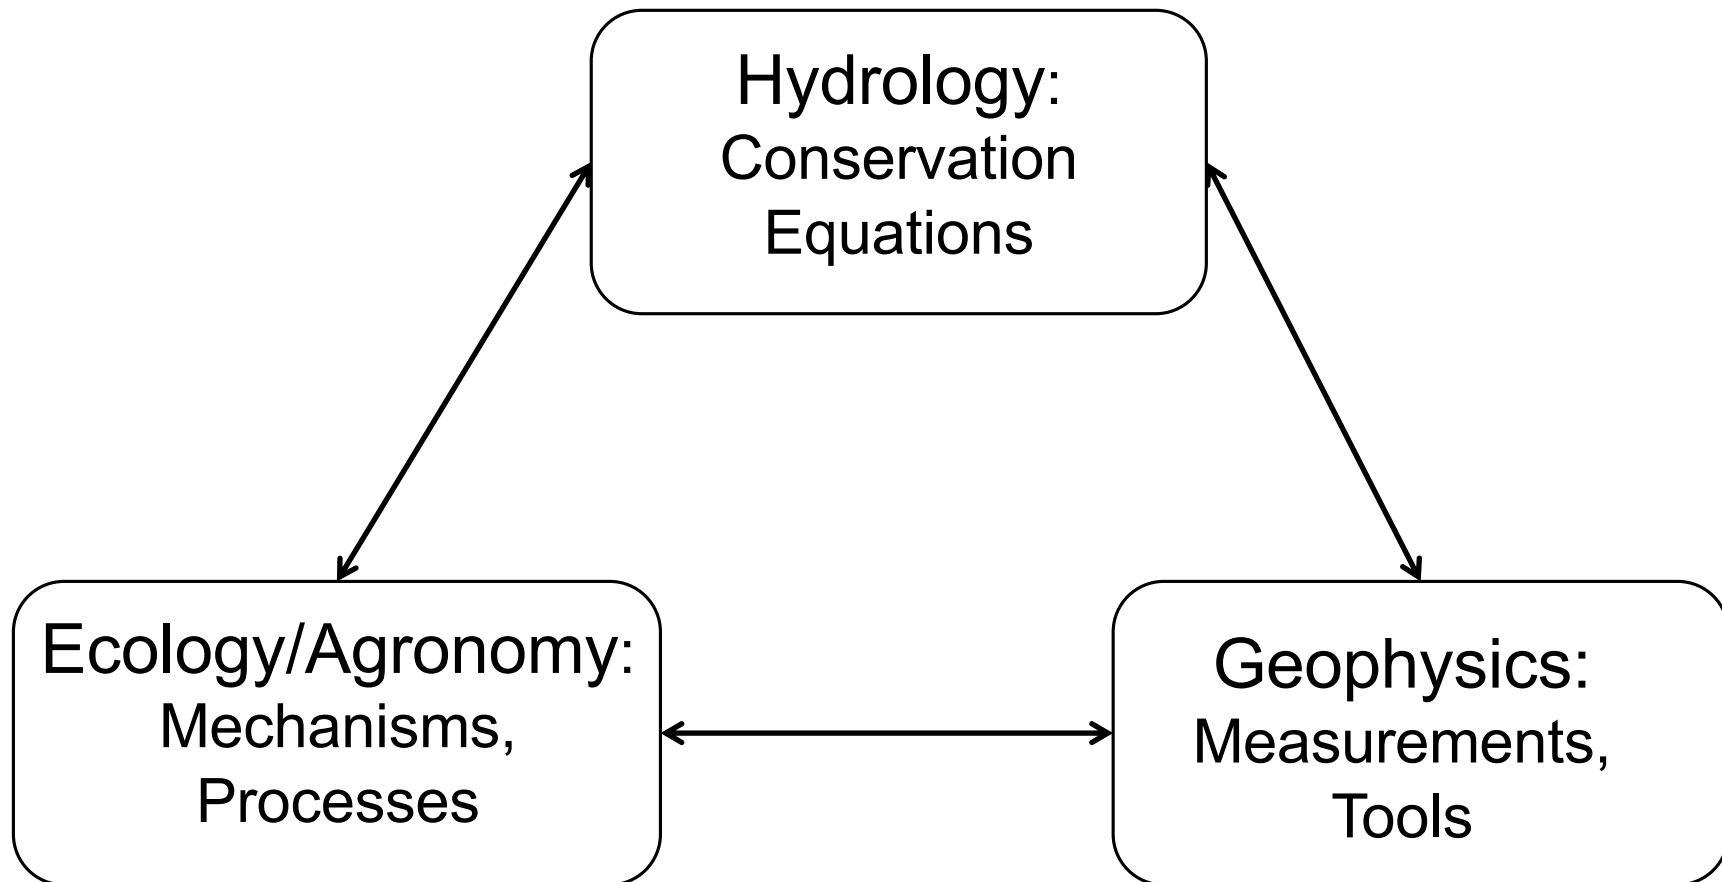 Hydrology:
Conservation
Equations
Ecology/Agronomy:
Mechanisms,
Processes
Geophysics:
Measurements,
Tools